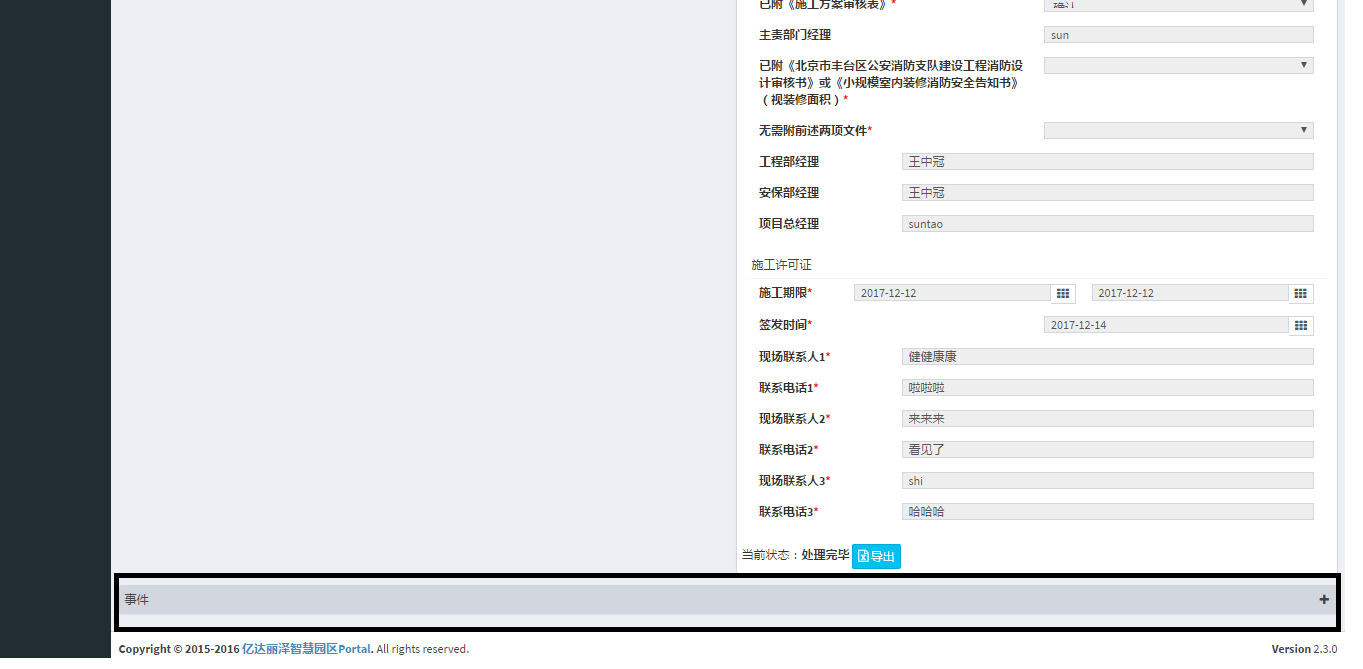 已附《施工方案审核表》* 确认
主责部门经理 sun
已附《北京市丰台区公安消防支队建设工程消防设
计审核书》或《小规模室内装修消防安全告知书》
（视装修面积）*
无需附前述两项文件*
工程部经理 王中冠
安保部经理 王中冠
项目总经理 suntao
施工许可证
施工期限* 2017-12-12 2017-12-12
签发时间* 2017-12-14
现场联系人1* 健健康康
联系电话1* 啦啦啦
现场联系人2* 来来来
联系电话2* 看见了
现场联系人3* shi
联系电话3* 哈哈哈
当前状态：处理完毕 导出
事件
Copyright © 2015-2016 亿达丽泽智慧园区Portal. All rights reserved. Version 2.3.0